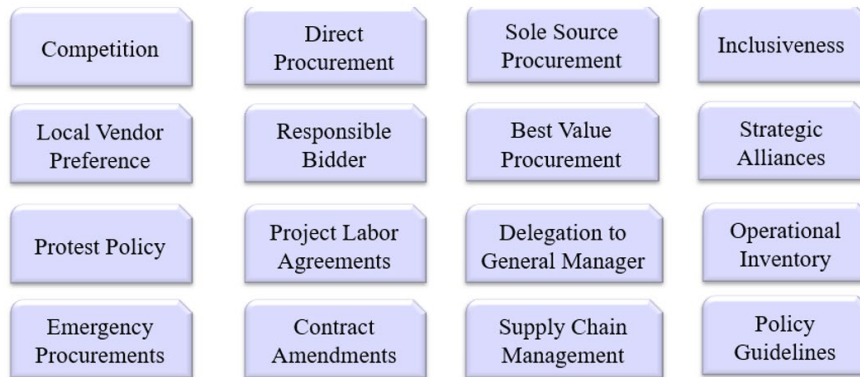 Competition
Direct
Procurement
Sole Source
Procurement
Inclusiveness
Local Vendor
Preference
Responsible
Bidder
Best Value
Procurement
Strategic
Alliances
Protest Policy
Project Labor
Agreements
Delegation to
General Manager
Operational
Inventory
Emergency
Procurements
Contract
Amendments
Supply Chain
Management
Policy
Guidelines